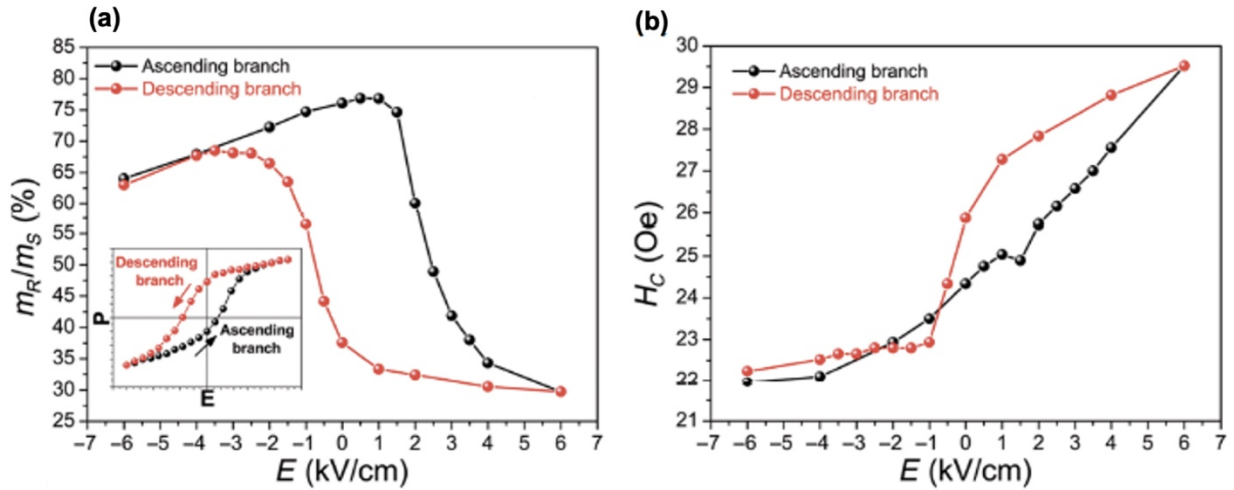 (a)
85
80
75
70
65
60
55
50
45
40
35
30
25
mR/mS (%)
Ascending branch
Descending branch
Descending
branch
Ascending
branch
P
E
–7 –6 –5 –4 –3 –2 –1 0 1 2 3 4 5 6 7
E (kV/cm)
(b)
30
29
28
27
26
25
24
23
22
21
HC (Oe)
Ascending branch
Descending branch
–7 –6 –5 –4 –3 –2 –1 0 1 2 3 4 5 6 7
E (kV/cm)